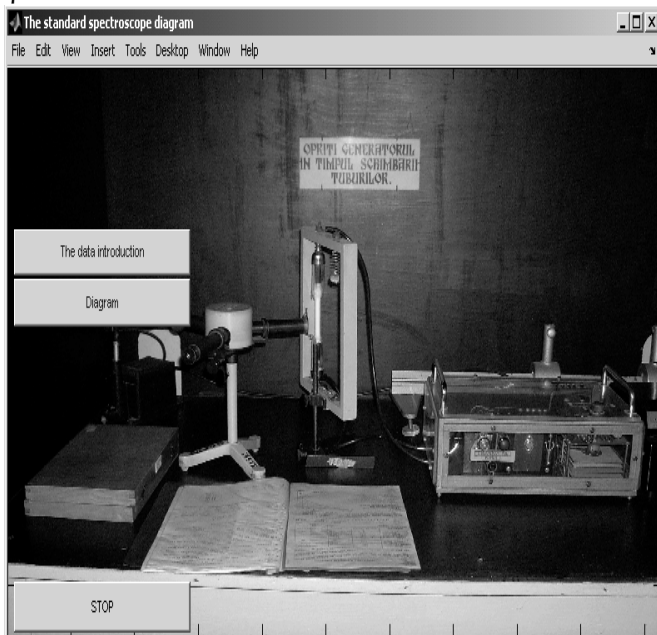 The standard spectroscope diagram
File Edit View Insert Tools Desktop Window Help
OPRITI GENERATORUL
IN TIMPUL SCHIMBARII
TUBURILOR.
The data introduction
Diagram
STOP